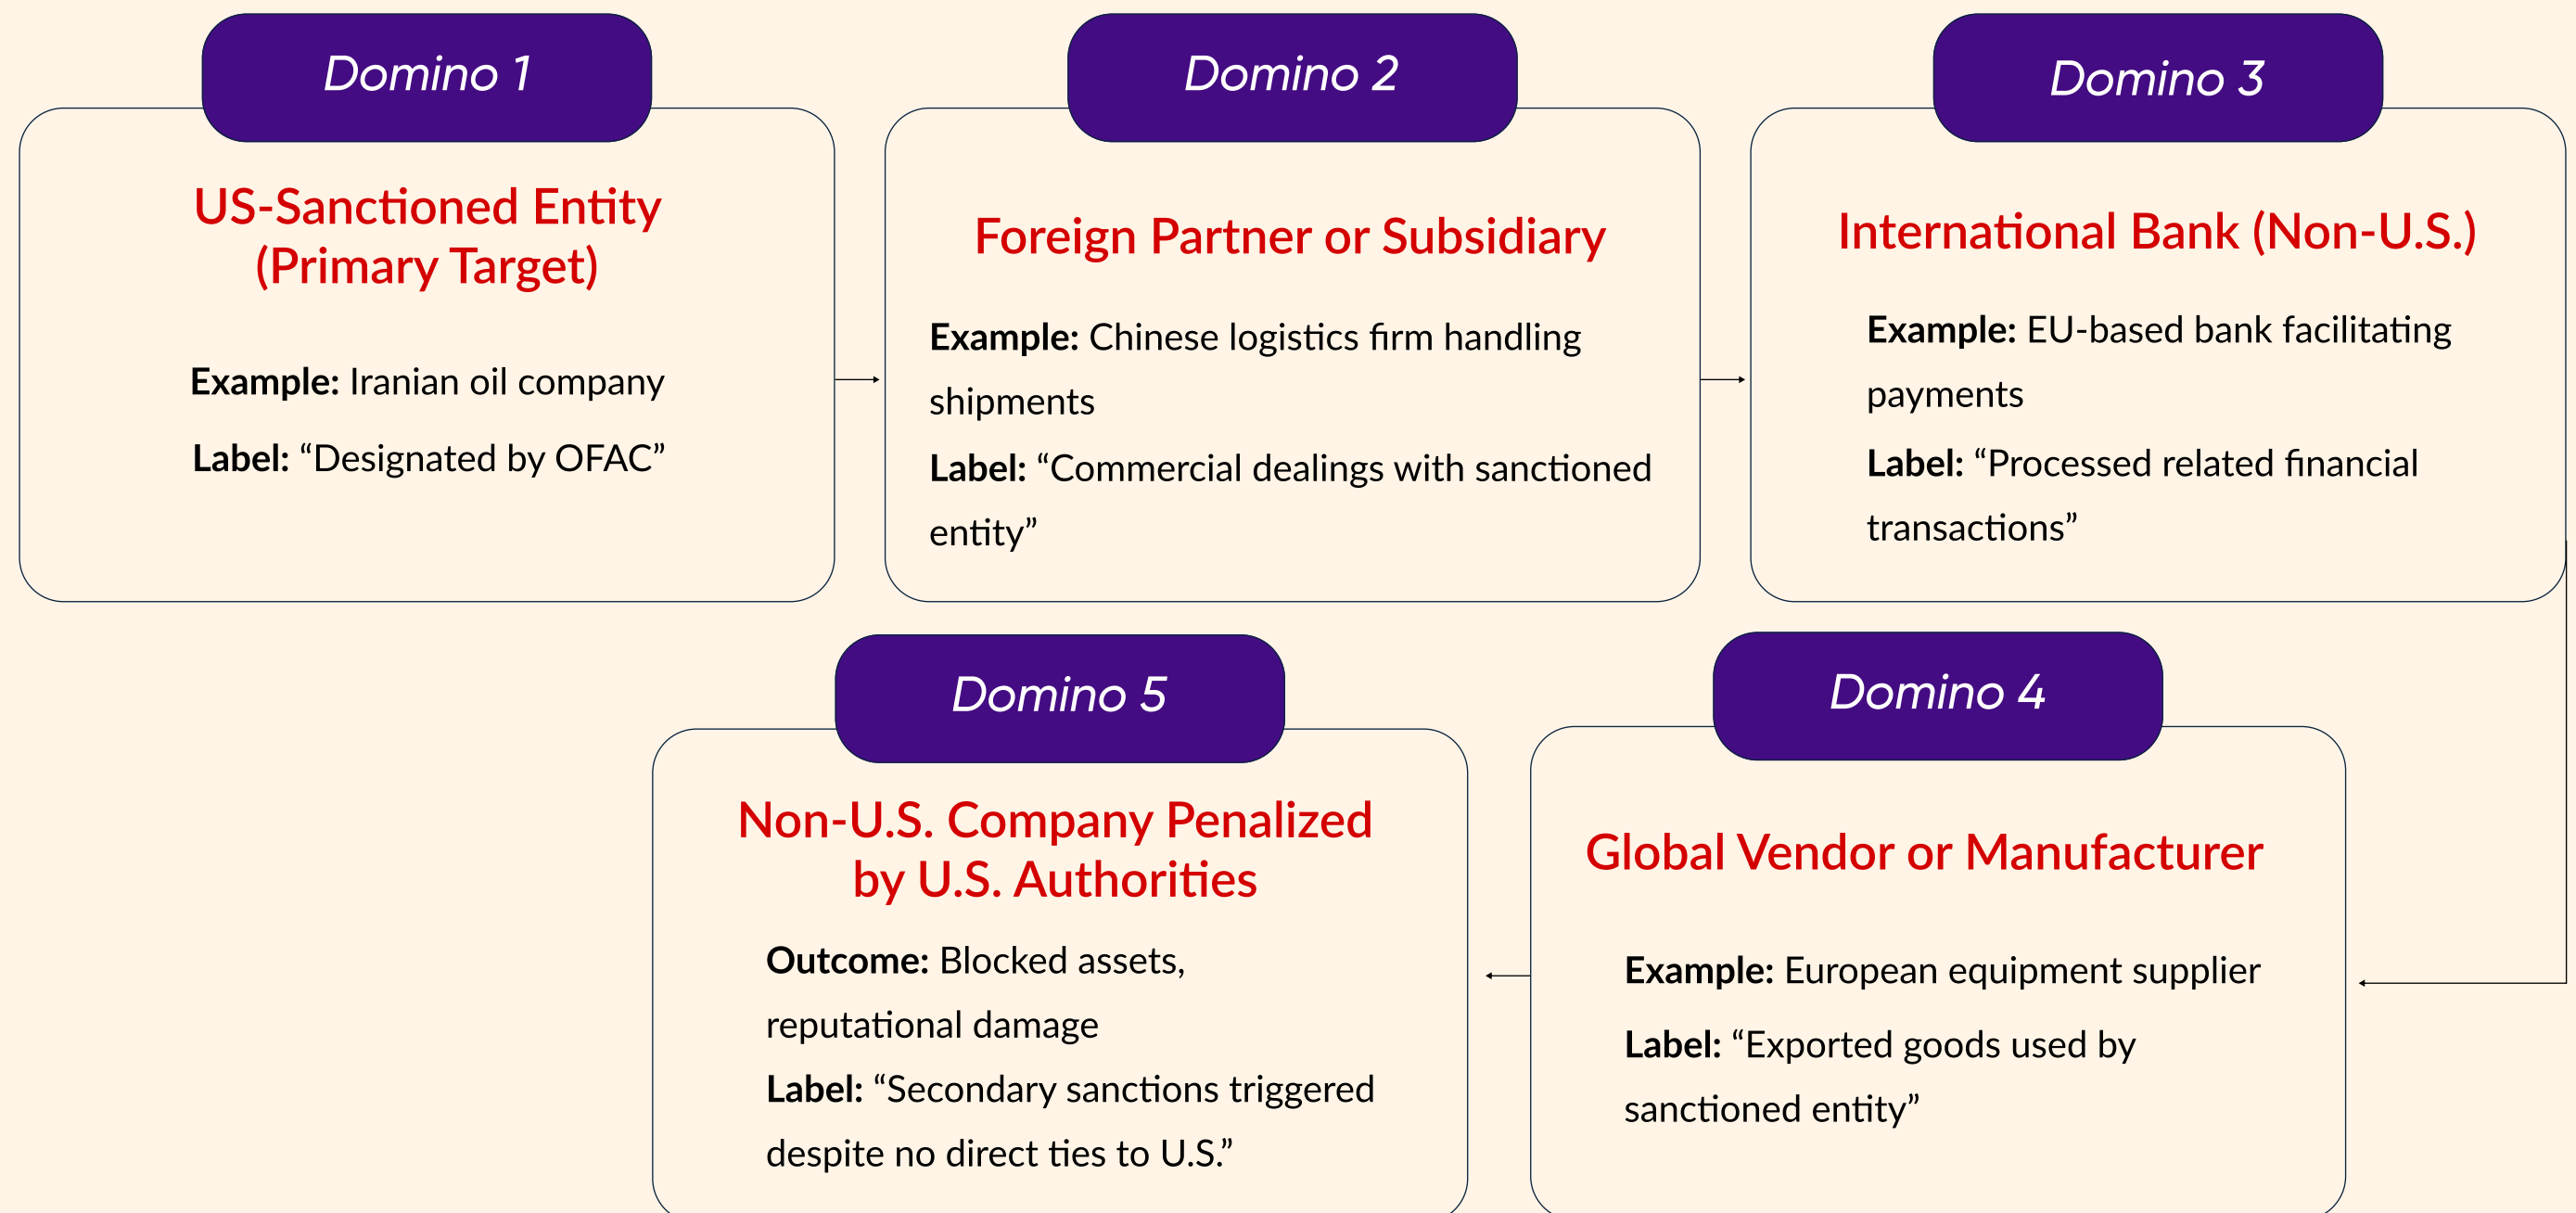 Domino 1
US-Sanctioned Entity
(Primary Target)
Example: Iranian oil company
Label: “Designated by OFAC”
Domino 2
Foreign Partner or Subsidiary
Example: Chinese logistics firm handling
shipments
Label: “Commercial dealings with sanctioned
entity”
Domino 3
International Bank (Non-U.S.)
Example: EU-based bank facilitating
payments
Label: “Processed related financial
transactions”
Domino 4
Global Vendor or Manufacturer
Example: European equipment supplier
Label: “Exported goods used by
sanctioned entity”
Domino 5
Non-U.S. Company Penalized
by U.S. Authorities
Outcome: Blocked assets,
reputational damage
Label: “Secondary sanctions triggered
despite no direct ties to U.S.”